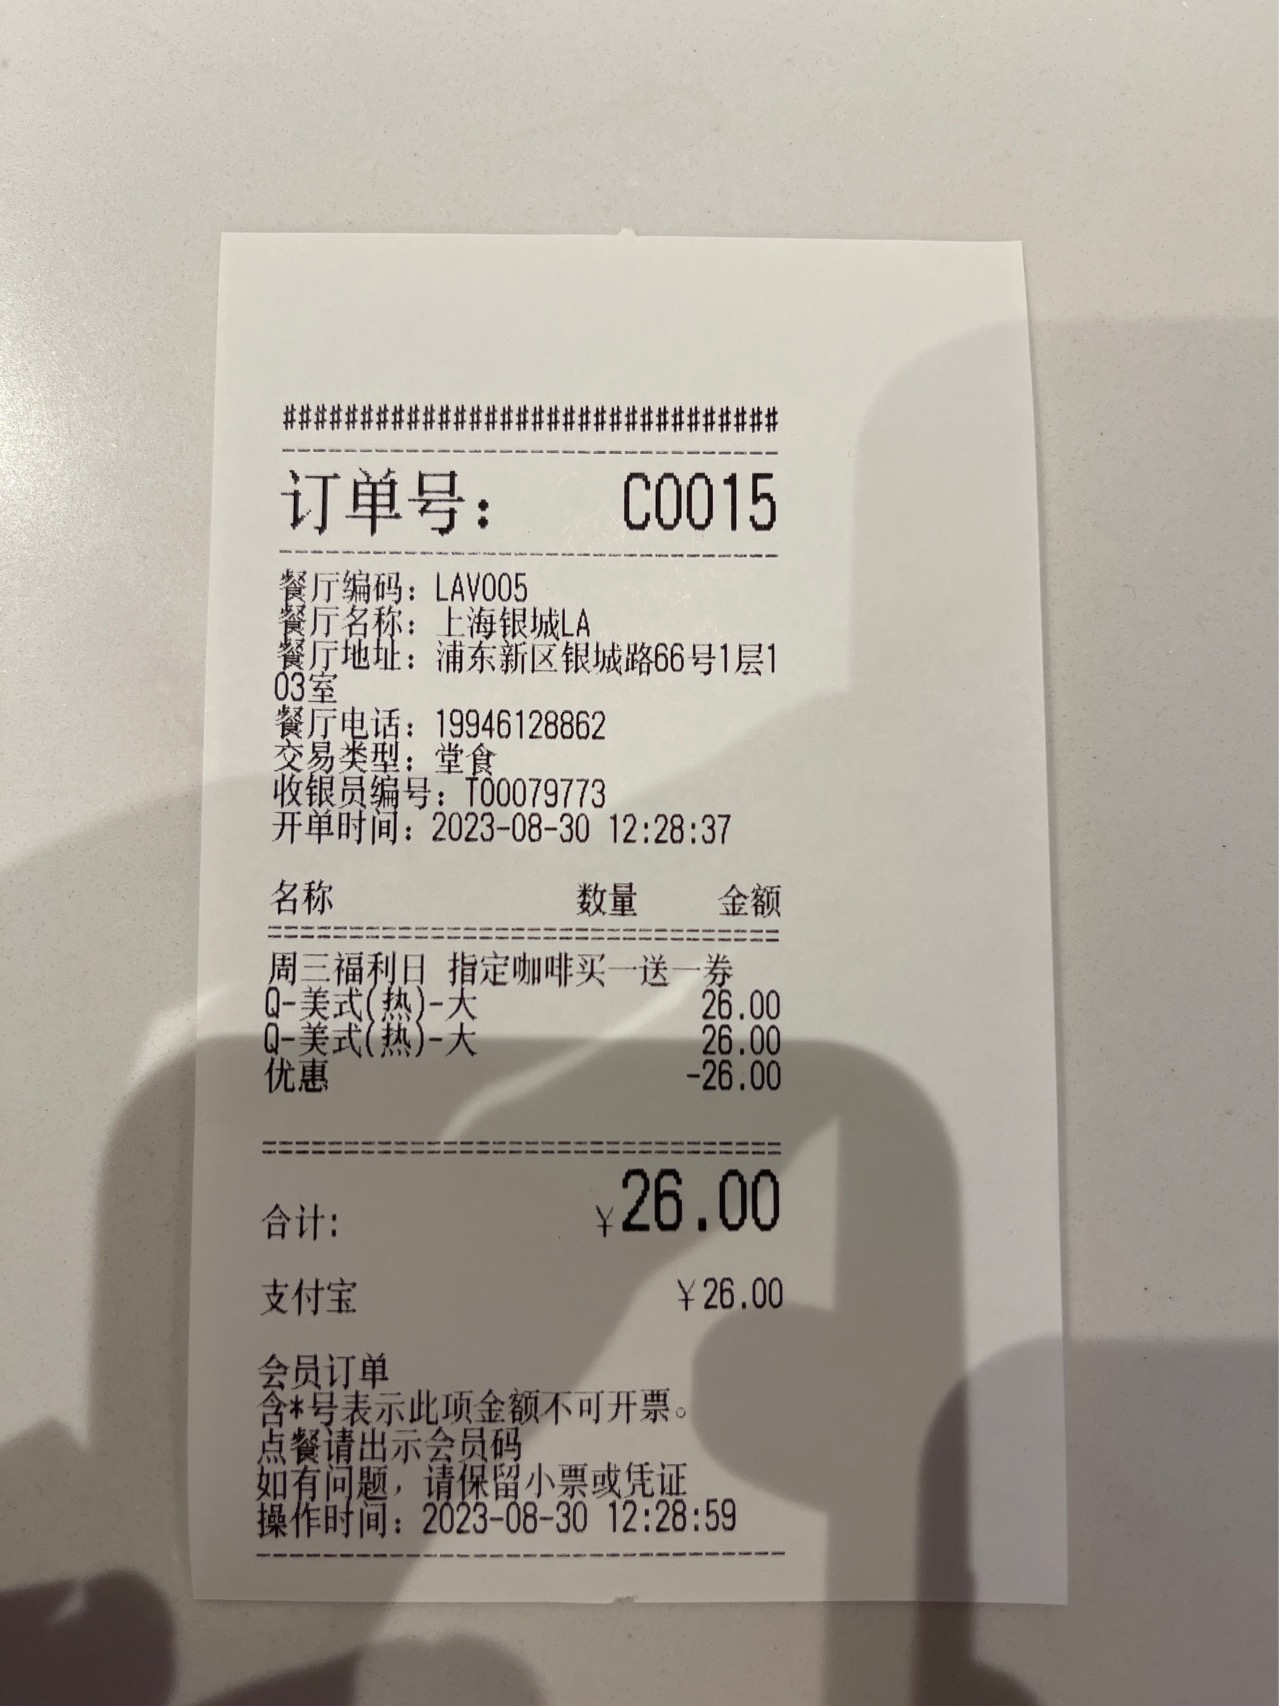 ################################
订单号： C0015
餐厅编码：LAV005
餐厅名称：上海银城LA
餐厅地址：浦东新区银城路66号1层1
03室
餐厅电话：19946128862
交易类型：堂食
收银员编号：T00079773
开单时间：2023-08-30 12:28:37
名称 数量 金额
周三福利日 指定咖啡买一送一券
Q-美式(热)-大 26.00
Q-美式(热)-大 26.00
优惠 -26.00
合计: ¥26.00
支付宝 ¥26.00
会员订单
含*号表示此项金额不可开票。
点餐请出示会员码
如有问题，请保留小票或凭证
操作时间：2023-08-30 12:28:59